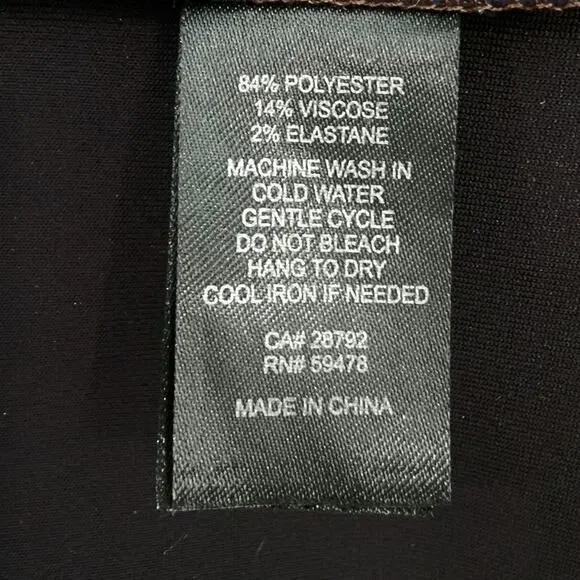 84% POLYESTER
14% VISCOSE
2% ELASTANE
MACHINE WASH IN
COLD WATER
GENTLE CYCLE
DO NOT BLEACH
HANG TO DRY
COOL IRON IF NEEDED
CA# 28792
RN# 59478
MADE IN CHINA